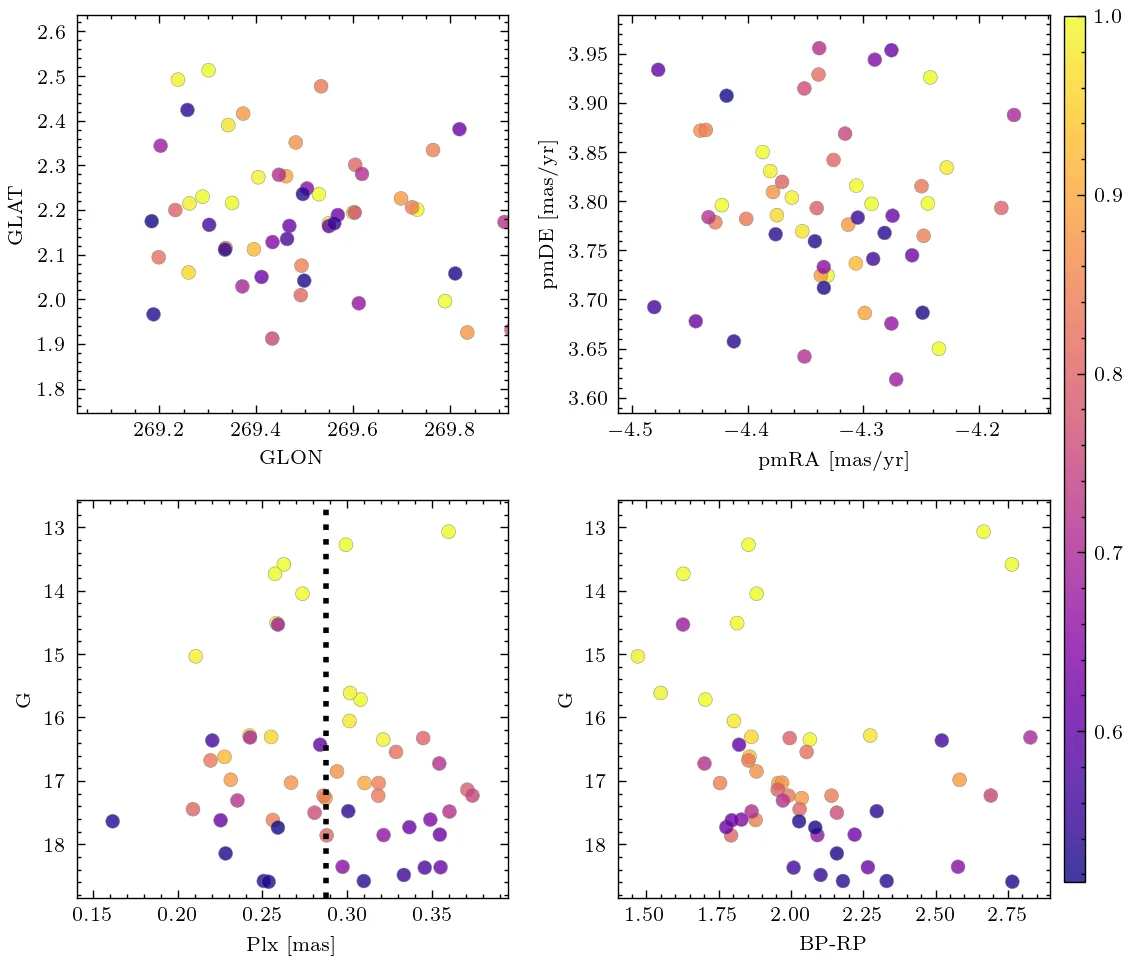 2.6
2.5
2.4
2.3
2.2
2.1
2.0
1.9
1.8
GLAT
269.2 269.4 269.6 269.8
GLON
3.95
3.90
3.85
3.80
3.75
3.70
3.65
3.60
pmDE [mas/yr]
−4.5 −4.4 −4.3 −4.2
pmRA [mas/yr]
13
14
15
16
17
18
G
0.15 0.20 0.25 0.30 0.35
Plx [mas]
13
14
15
16
17
18
G
1.50 1.75 2.00 2.25 2.50 2.75
BP-RP
1.0
0.9
0.8
0.7
0.6